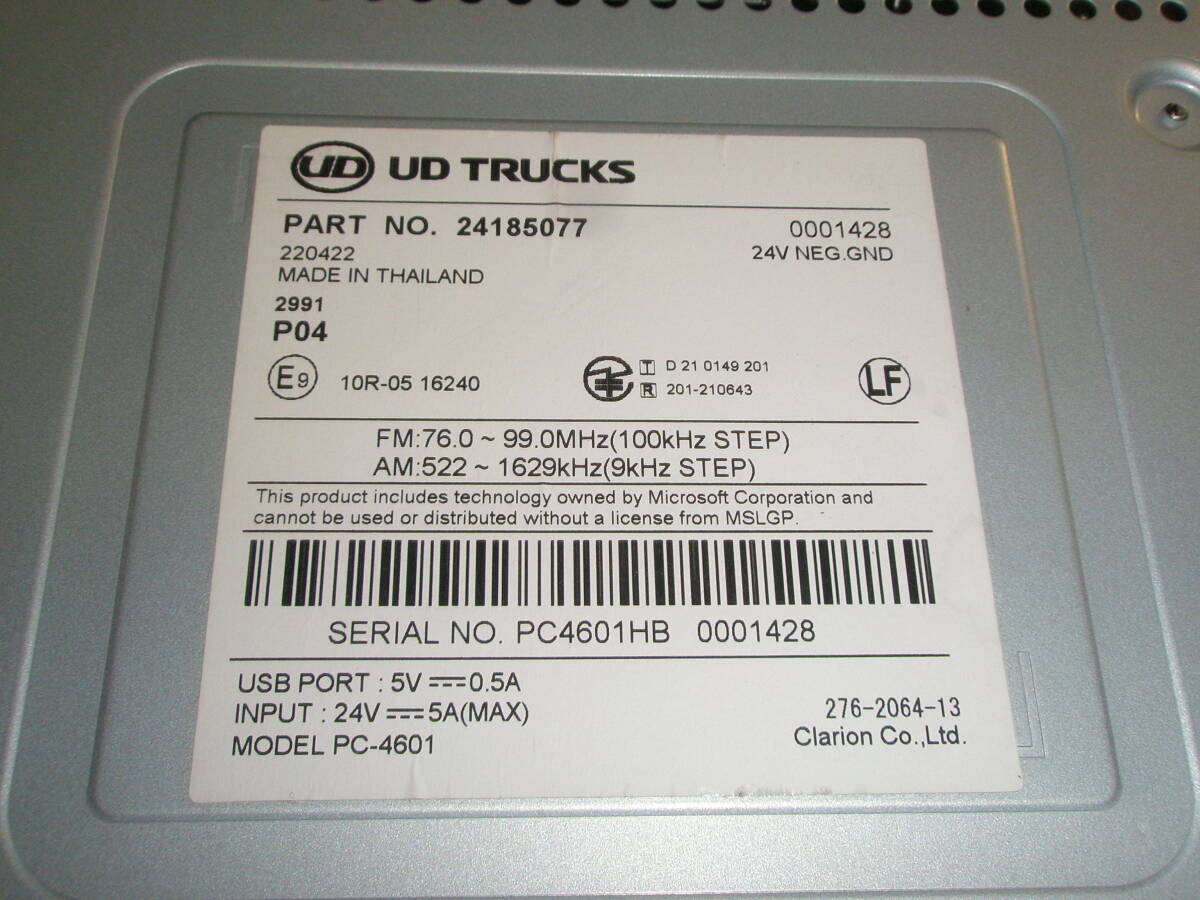 UD UD TRUCKS
PART NO. 24185077 0001428
220422 24V NEG.GND
MADE IN THAILAND
2991
P04
E9 10R-05 16240 T D 21 0149 201 LF
R 201-210643
FM:76.0 ~ 99.0MHz(100kHz STEP)
AM:522 ~ 1629kHz(9kHz STEP)
This product includes technology owned by Microsoft Corporation and
cannot be used or distributed without a license from MSLGP.
SERIAL NO. PC4601HB 0001428
USB PORT : 5V ⎓ 0.5A
INPUT : 24V ⎓ 5A(MAX) 276-2064-13
MODEL PC-4601 Clarion Co.,Ltd.